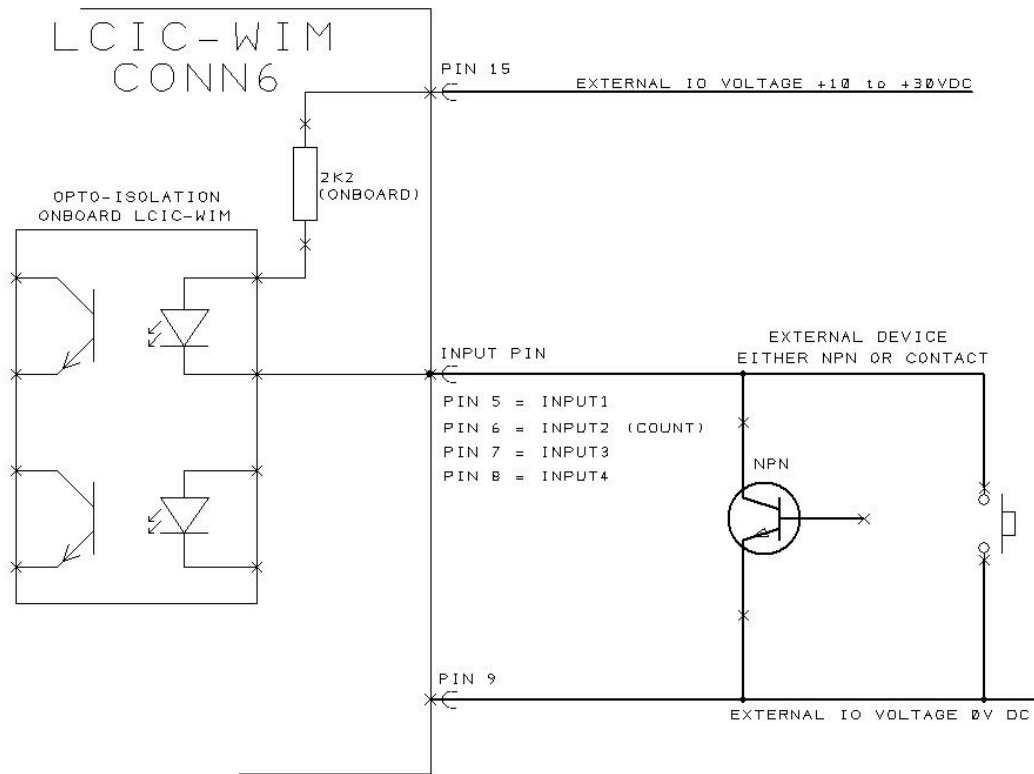 LCIC-WIM
CONN6
PIN 15
EXTERNAL IO VOLTAGE +10 to +30VDC
2K2
(ONBOARD)
OPTO-ISOLATION
ONBOARD LCIC-WIM
INPUT PIN
EXTERNAL DEVICE
EITHER NPN OR CONTACT
PIN 5 = INPUT1
PIN 6 = INPUT2 (COUNT)
PIN 7 = INPUT3
PIN 8 = INPUT4
NPN
PIN 9
EXTERNAL IO VOLTAGE 0V DC